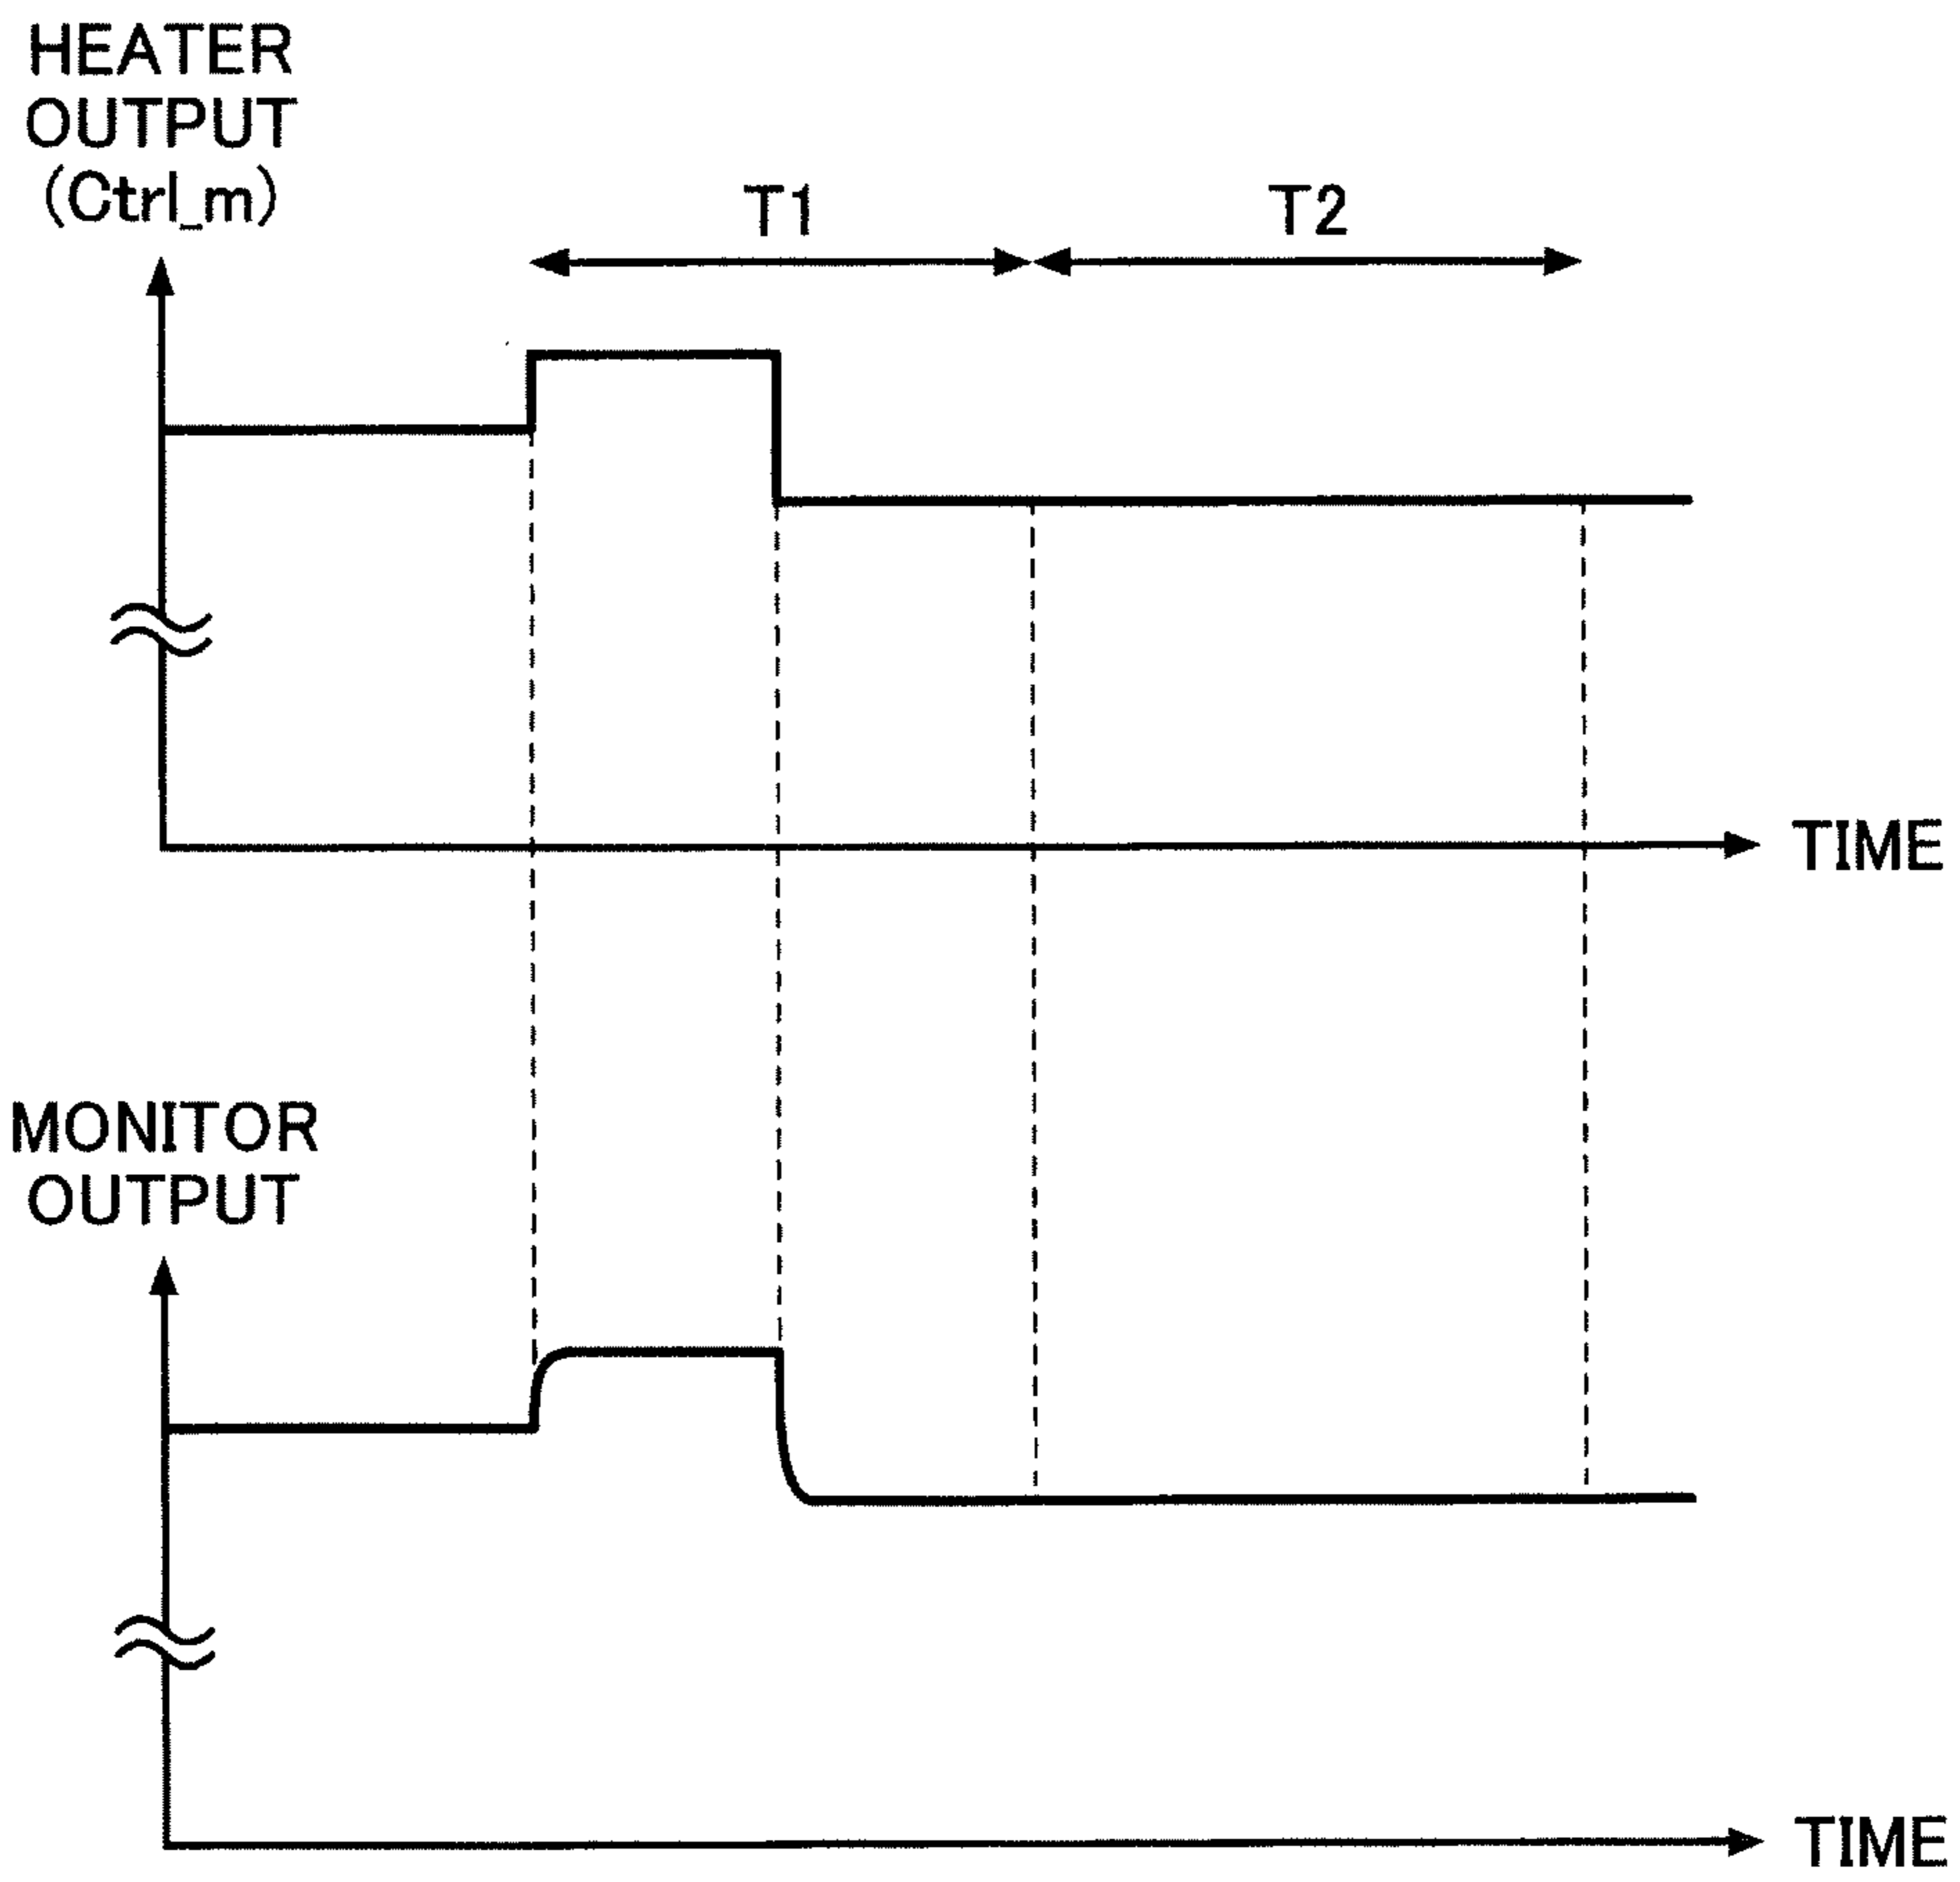 HEATER
OUTPUT
(Ctrl_m)
T1
T2
TIME
MONITOR
OUTPUT
TIME